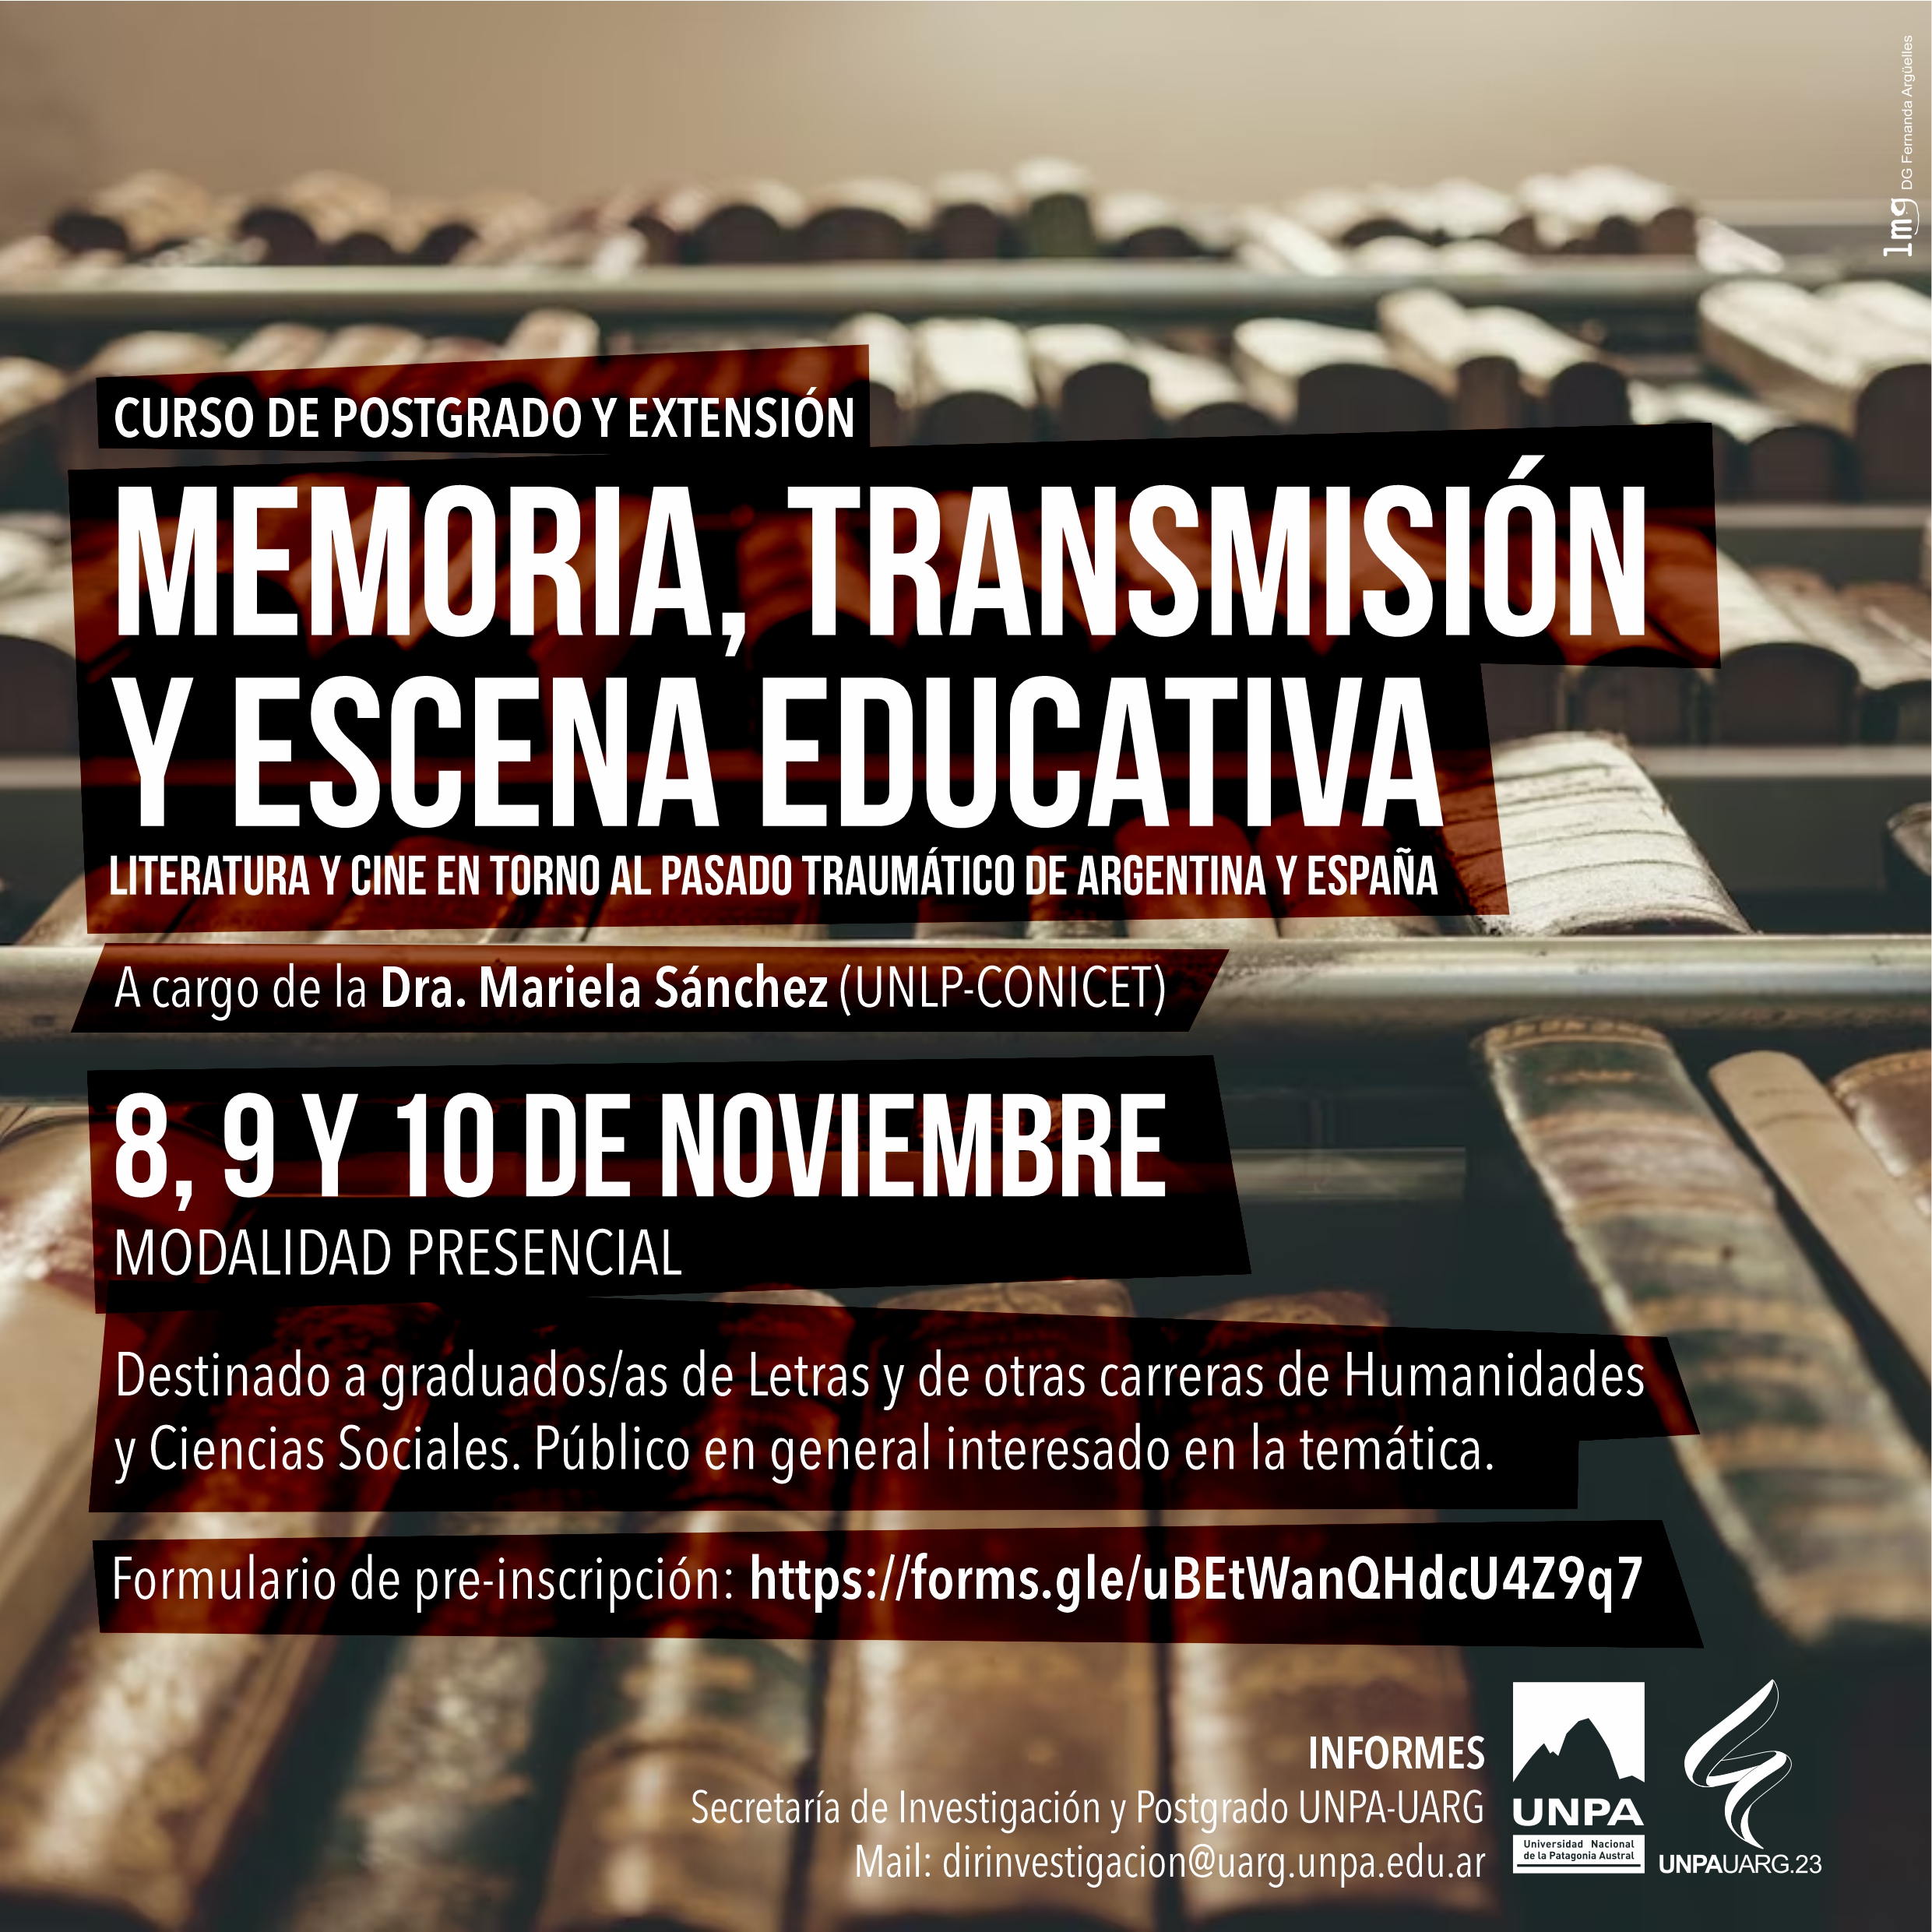 lmg DG Fernanda Argüelles
CURSO DE POSTGRADO Y EXTENSIÓN
MEMORIA, TRANSMISIÓN
Y ESCENA EDUCATIVA
LITERATURA Y CINE EN TORNO AL PASADO TRAUMÁTICO DE ARGENTINA Y ESPAÑA
A cargo de la Dra. Mariela Sánchez (UNLP-CONICET)
8, 9 Y 10 DE NOVIEMBRE
MODALIDAD PRESENCIAL
Destinado a graduados/as de Letras y de otras carreras de Humanidades
y Ciencias Sociales. Público en general interesado en la temática.
Formulario de pre-inscripción: https://forms.gle/uBEtWanQHdcU4Z9q7
INFORMES
Secretaría de Investigación y Postgrado UNPA-UARG
Mail: dirinvestigacion@uarg.unpa.edu.ar
UNPA
Universidad Nacional
de la Patagonia Austral
UNPAUARG.23